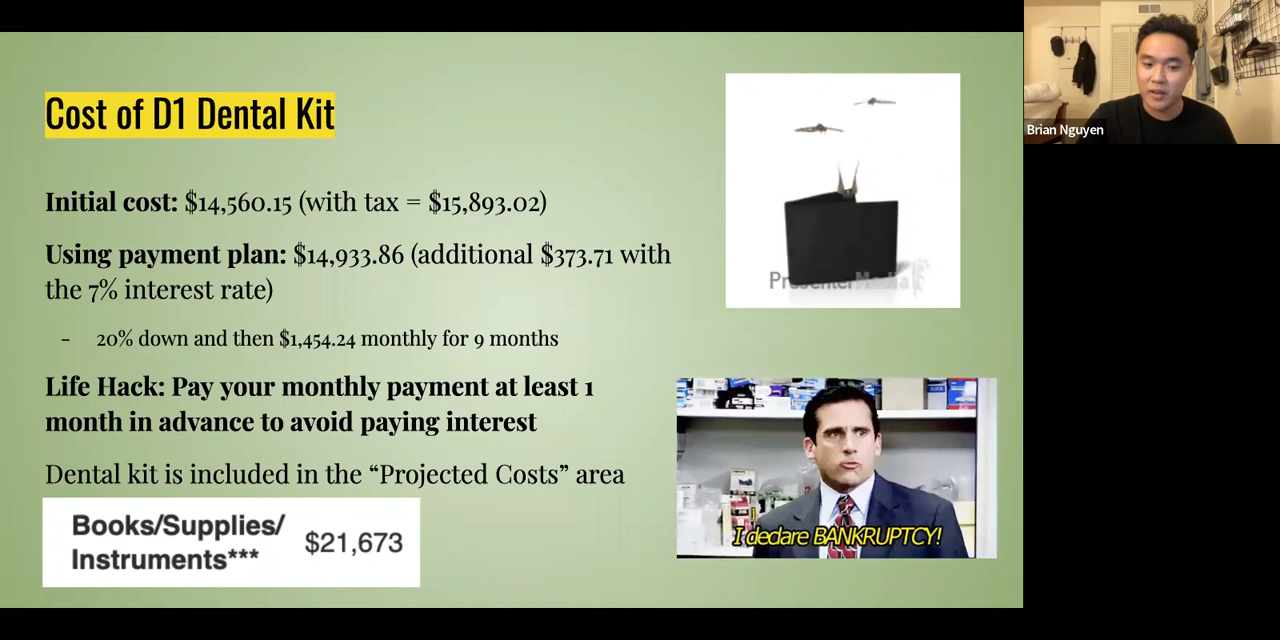 Cost of D1 Dental Kit
Initial cost: $14,560.15 (with tax = $15,893.02)
Using payment plan: $14,933.86 (additional $373.71 with
the 7% interest rate)
- 20% down and then $1,454.24 monthly for 9 months
Life Hack: Pay your monthly payment at least 1
month in advance to avoid paying interest
Dental kit is included in the “Projected Costs” area
Books/Supplies/
Instruments*** $21,673
PresenterMedia
I declare BANKRUPTCY!
Brian Nguyen